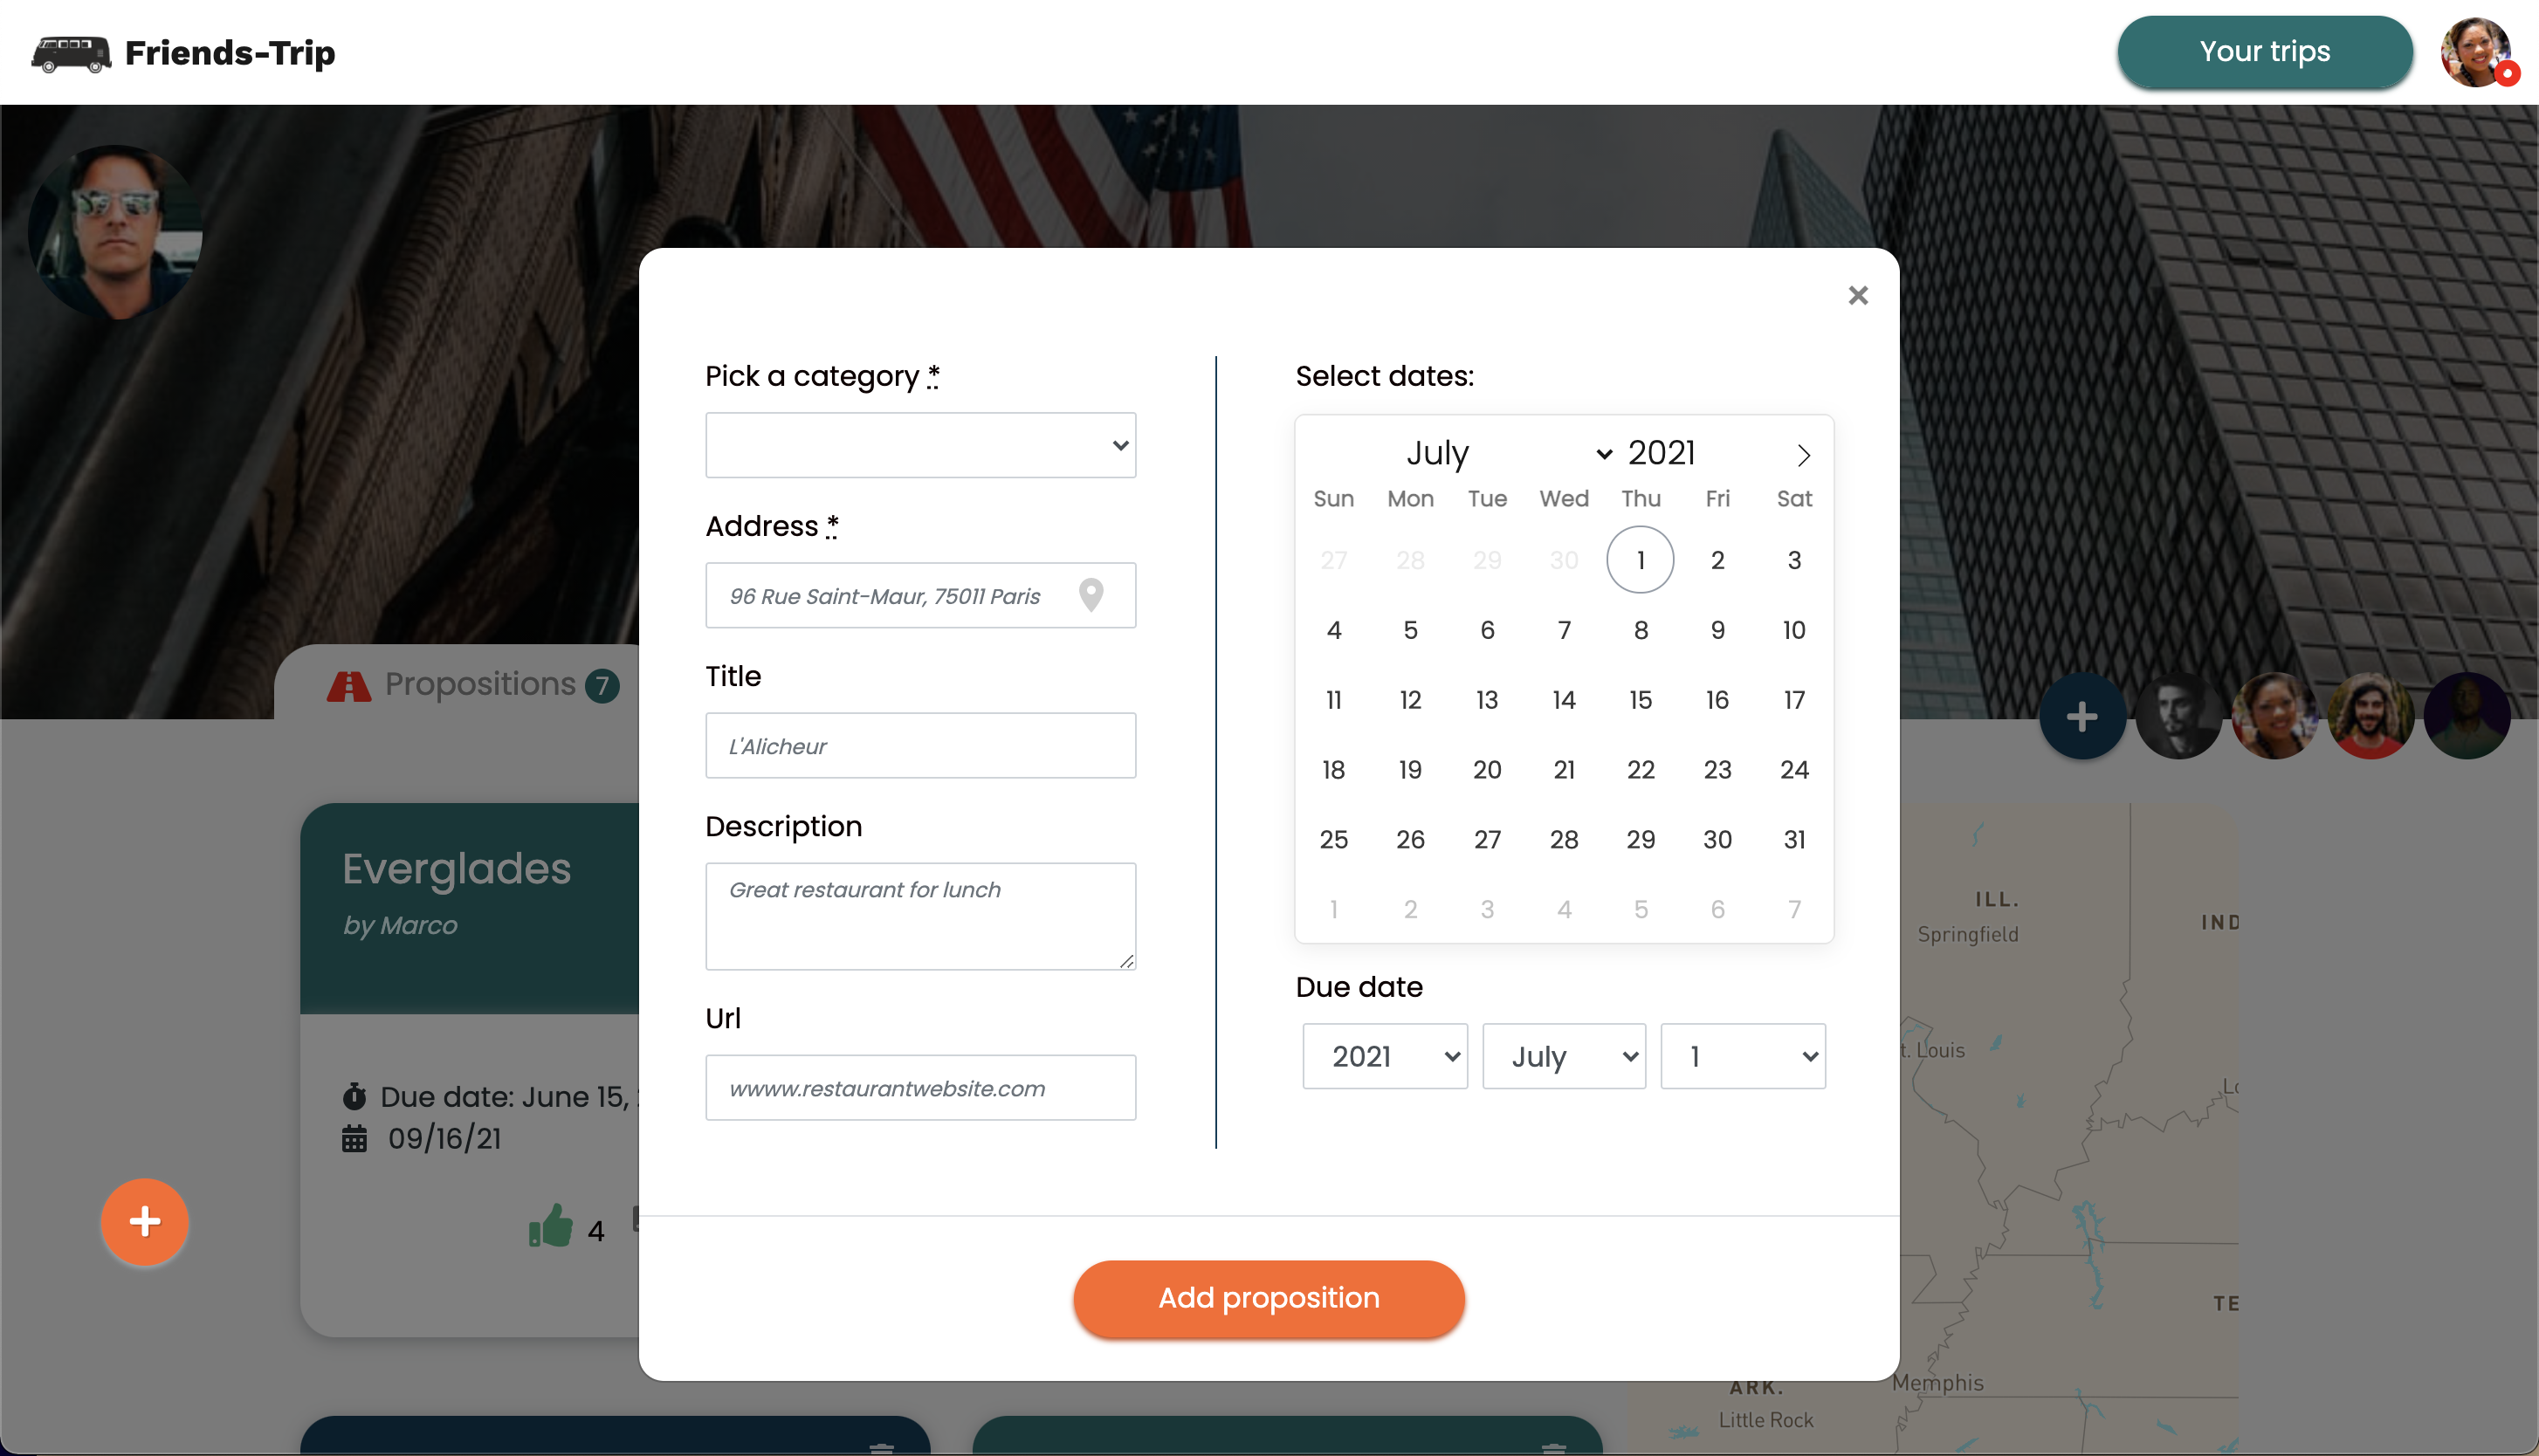 Friends-Trip
Your trips
Propositions 7
Everglades
by Marco
Due date: June 15,
09/16/21
4
×
Pick a category *
Address *
96 Rue Saint-Maur, 75011 Paris
Title
L'Alicheur
Description
Great restaurant for lunch
Url
wwww.restaurantwebsite.com
Select dates:
July 2021
Sun Mon Tue Wed Thu Fri Sat
27 28 29 30 1 2 3
4 5 6 7 8 9 10
11 12 13 14 15 16 17
18 19 20 21 22 23 24
25 26 27 28 29 30 31
1 2 3 4 5 6 7
Due date
2021 July 1
Add proposition
ILL.
Springfield
IND
t. Louis
Lo
TE
Memphis
ARK.
Little Rock